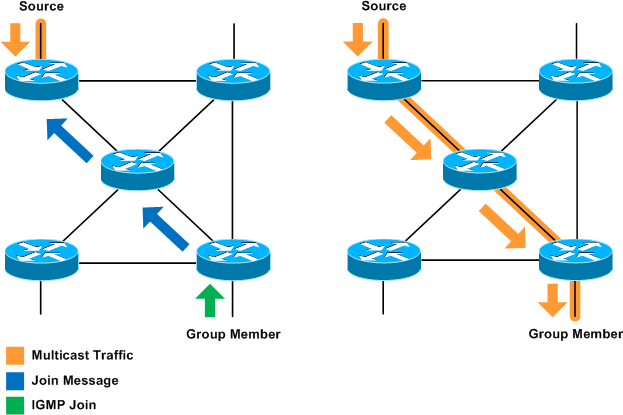 Source
Source
Group Member
Group Member
Multicast Traffic
Join Message
IGMP Join